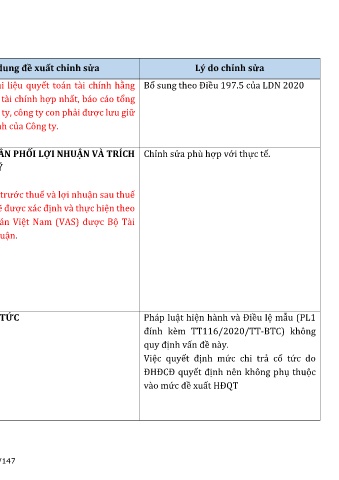 dung đề xuất chỉnh sửa
Lý do chỉnh sửa
i liệu quyết toán tài chính hằng
tài chính hợp nhất, báo cáo tổng
ty, công ty con phải được lưu giữ
nh của Công ty.
Bổ sung theo Điều 197.5 của LDN 2020
ÂN PHỐI LỢI NHUẬN VÀ TRÍCH
Ỹ
trước thuế và lợi nhuận sau thuế
ẽ được xác định và thực hiện theo
án Việt Nam (VAS) được Bộ Tài
uận.
Chỉnh sửa phù hợp với thực tế.
TỨC
Pháp luật hiện hành và Điều lệ mẫu (PL1
đính kèm TT116/2020/TT-BTC) không
quy định vấn đề này.
Việc quyết định mức chi trả cổ tức do
ĐHĐCĐ quyết định nên không phụ thuộc
vào mức đề xuất HĐQT
/147